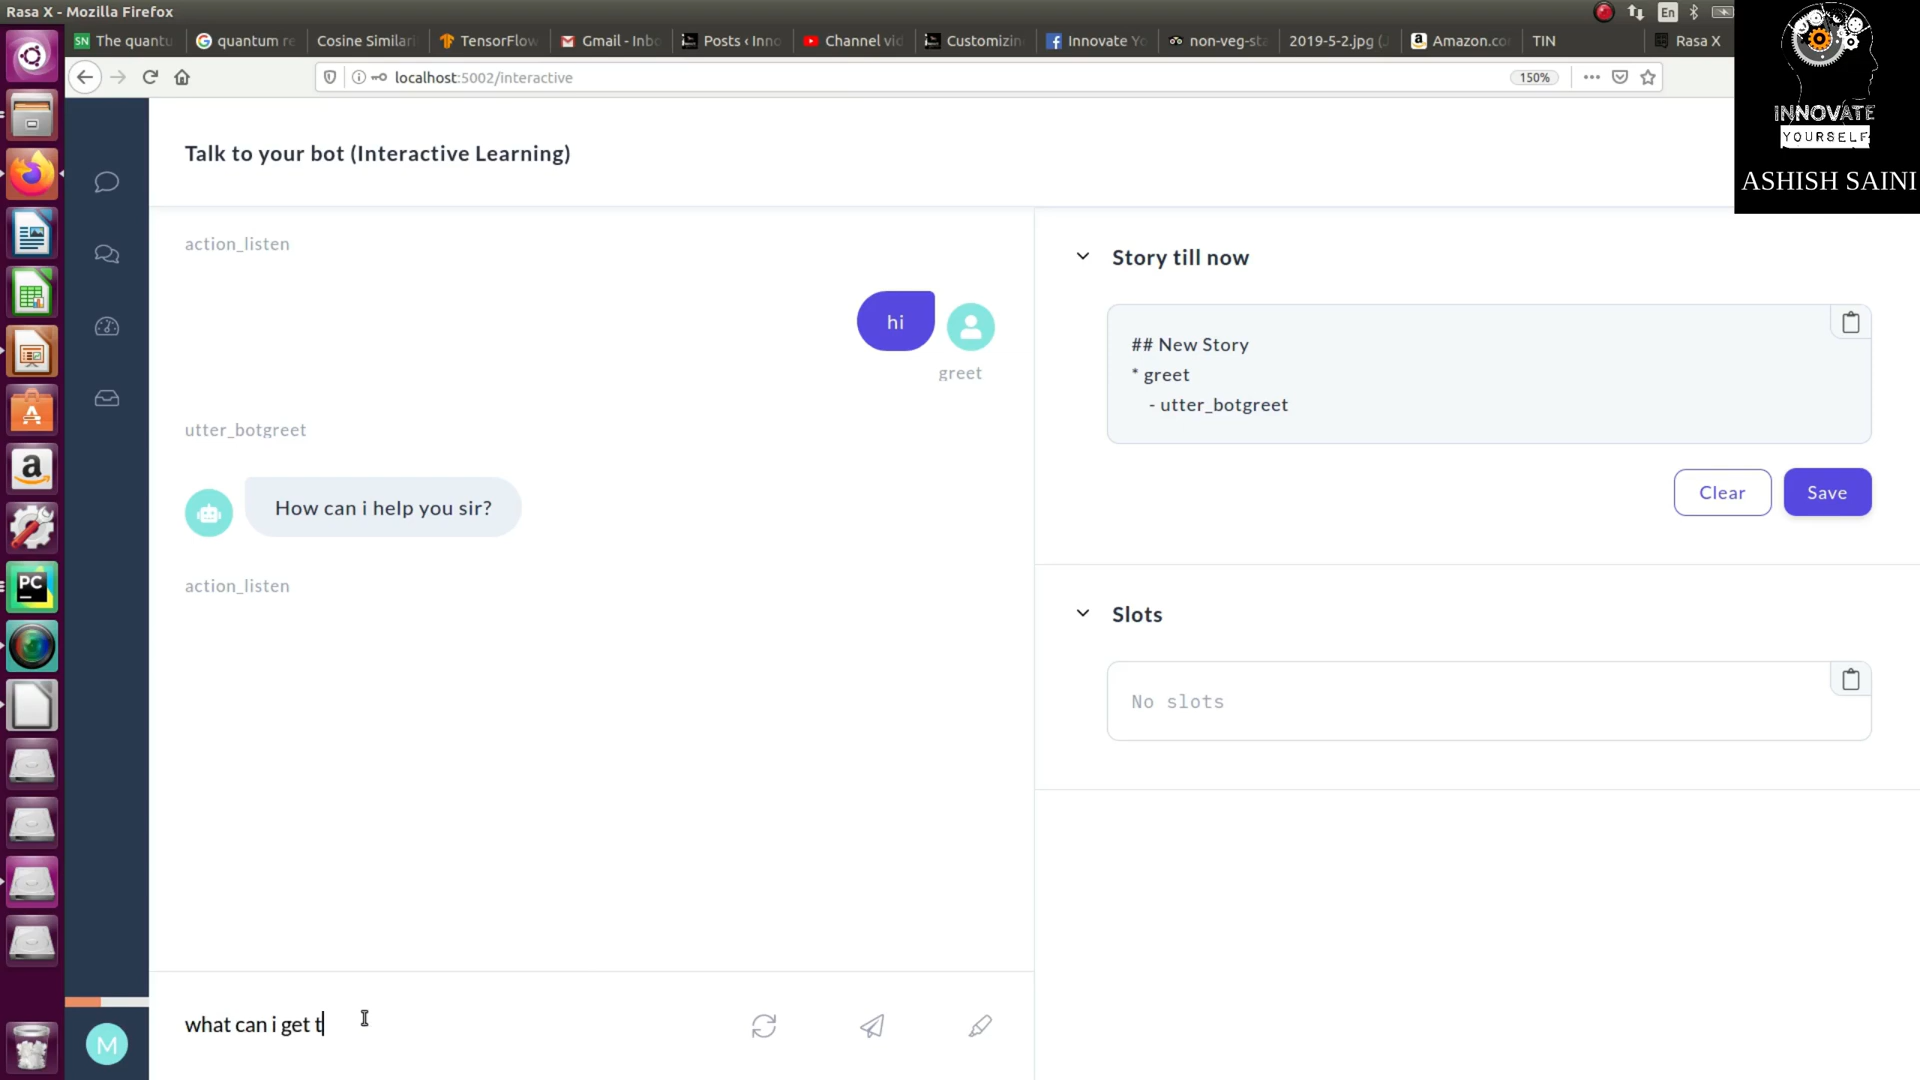 Rasa X - Mozilla Firefox
En
SN The quantu
quantum re
Cosine Similari
TensorFlow
Gmail - Inbo
Posts ‹ Inno
Channel vid
Customizin
Innovate Yo
non-veg-sta
2019-5-2.jpg (J
Amazon.co
TIN
Rasa X
localhost:5002/interactive
150%
INNOVATE
YOURSELF
ASHISH SAINI
Talk to your bot (Interactive Learning)
action_listen
hi
greet
utter_botgreet
How can i help you sir?
action_listen
Story till now
## New Story
* greet
- utter_botgreet
Clear
Save
Slots
No slots
what can i get t
M
PC